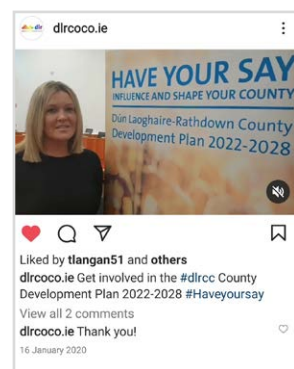 dlrcoco.ie
HAVE YOUR SAY
INFLUENCE AND SHAPE YOUR COUNTY
Dún Laoghaire-Rathdown County
Development Plan 2022-2028
Liked by tlangan51 and others
dlrcoco.ie Get involved in the #dlrcc County
Development Plan 2022-2028 #Haveyoursay
View all 2 comments
dlrcoco.ie Thank you!
16 January 2020